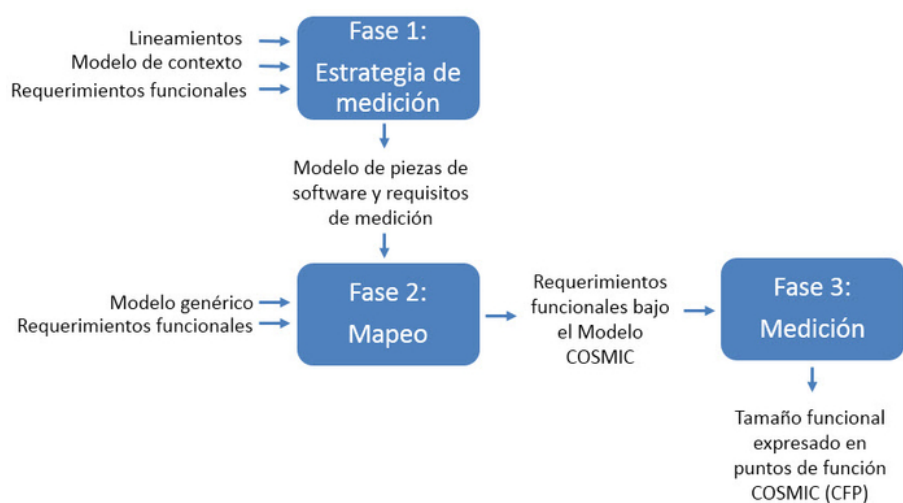 Lineamientos
Modelo de contexto
Requerimientos funcionales
Fase 1:
Estrategia de
medición
Modelo de piezas de
software y requisitos
de medición
Modelo genérico
Requerimientos funcionales
Fase 2:
Mapeo
Requerimientos
funcionales bajo
el Modelo
COSMIC
Fase 3:
Medición
Tamaño funcional
expresado en
puntos de función
COSMIC (CFP)